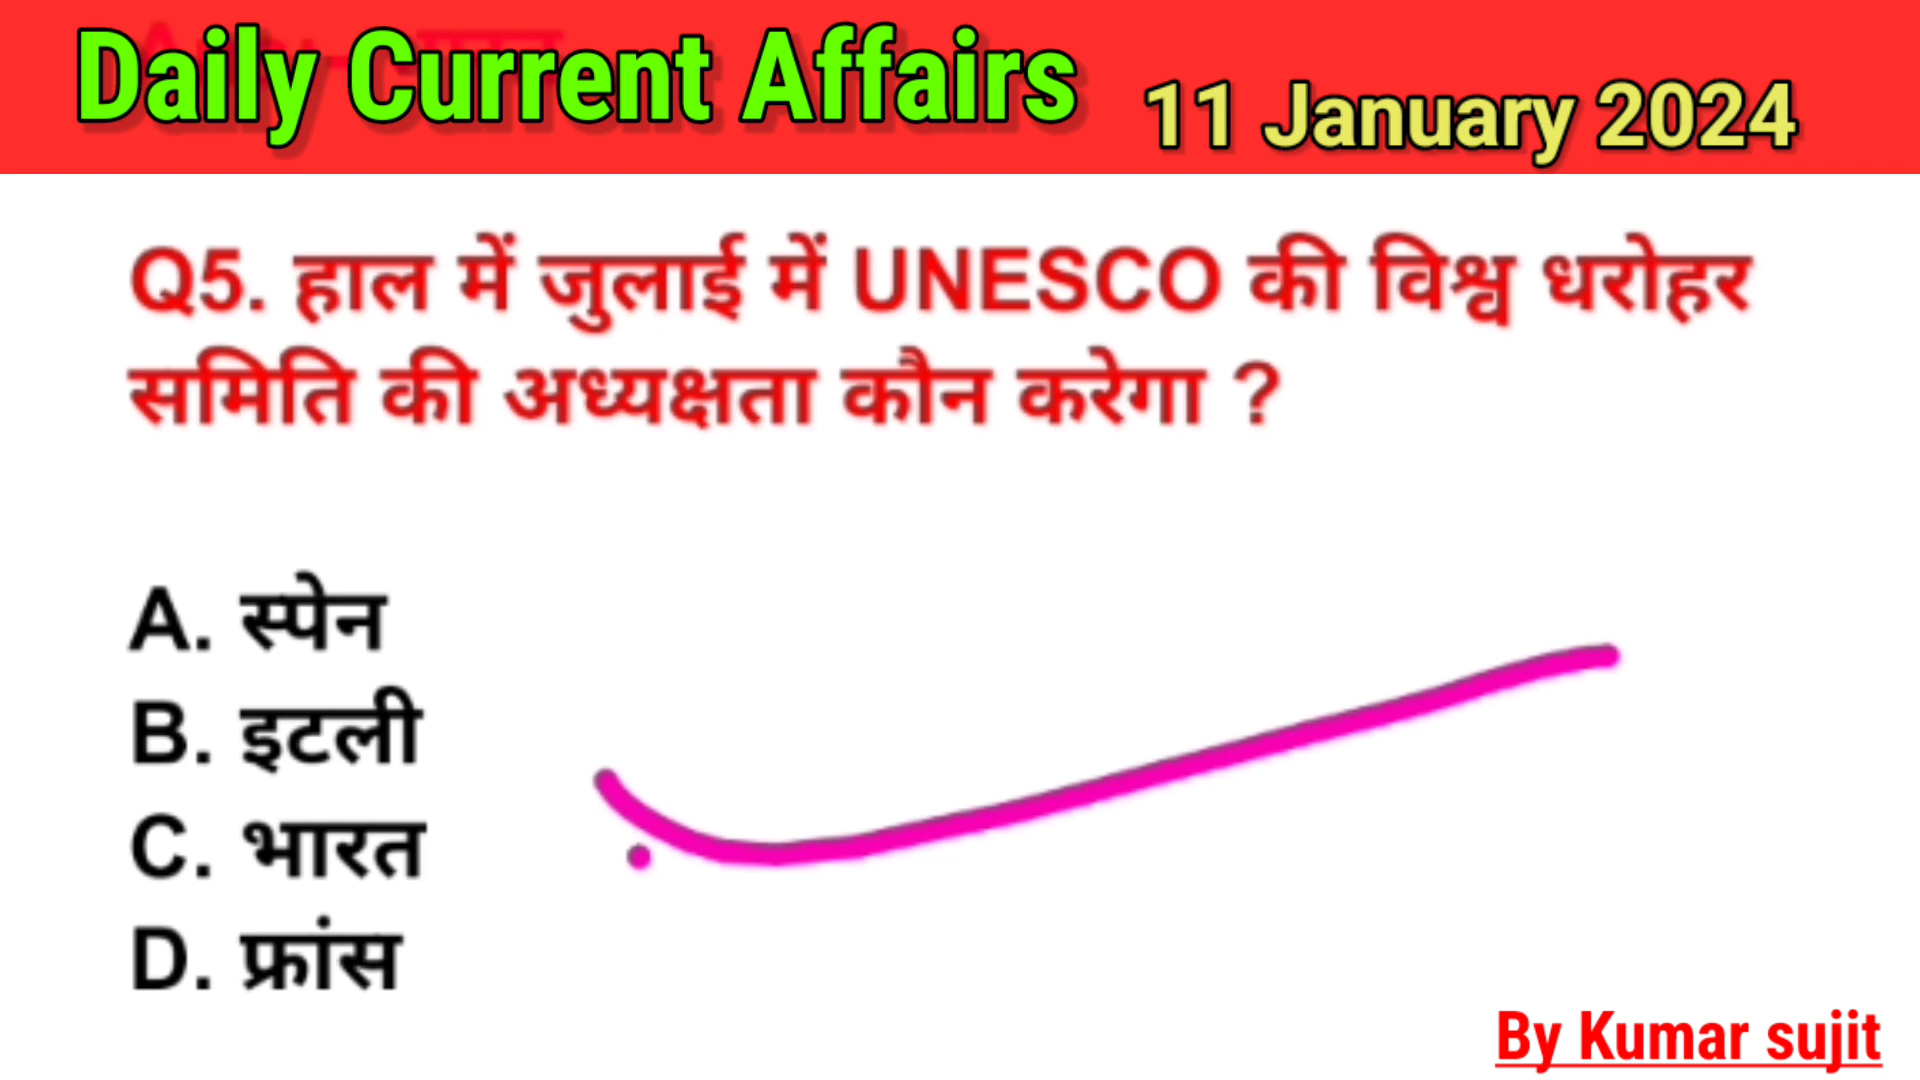 Daily Current Affairs 11 January 2024
Q5. हाल में जुलाई में UNESCO की विश्व धरोहर
समिति की अध्यक्षता कौन करेगा ?
A. स्पेन
B. इटली
C. भारत
D. फ्रांस
By Kumar sujit